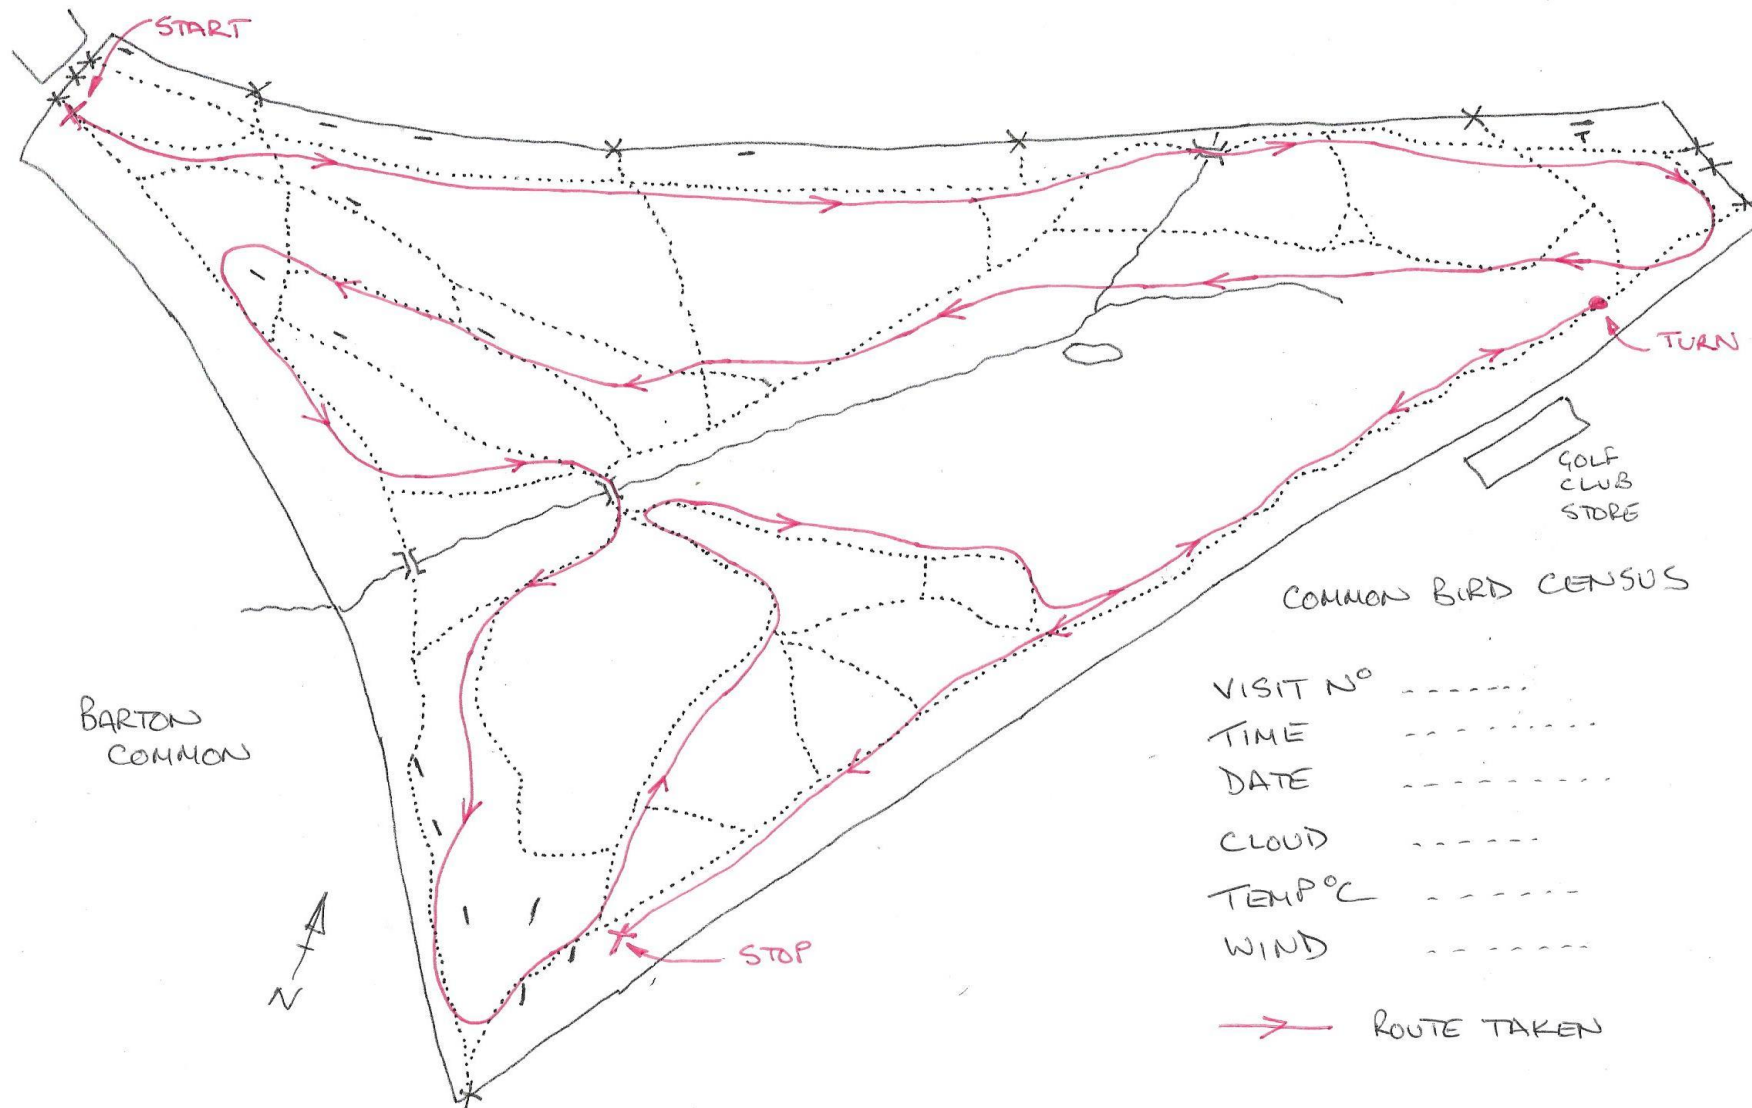 START
TURN
GOLF
CLUB
STORE
COMMON BIRD CENSUS
VISIT Nº ........
TIME ........
DATE ........
CLOUD ........
TEMP ºC ........
WIND ........
ROUTE TAKEN
BARTON
COMMON
N
STOP